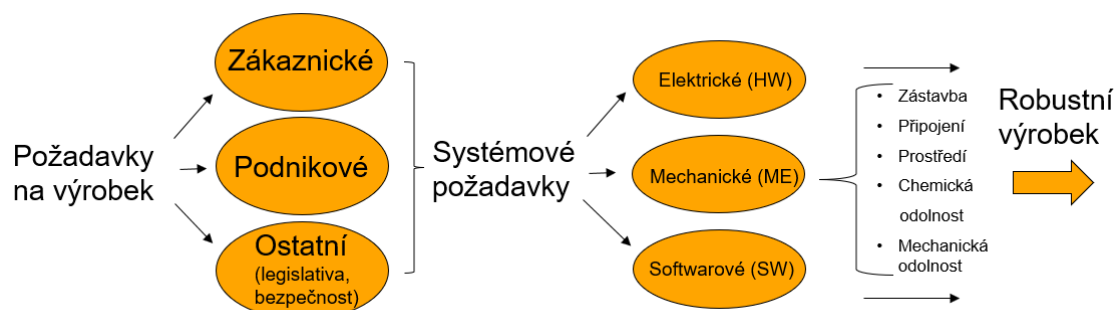 Požadavky
na výrobek
Zákaznické
Podnikové
Ostatní
(legislativa,
bezpečnost)
Systémové
požadavky
Elektrické (HW)
Mechanické (ME)
Softwarové (SW)
• Zástavba
• Připojení
• Prostředí
• Chemická
odolnost
• Mechanická
odolnost
Robustní
výrobek